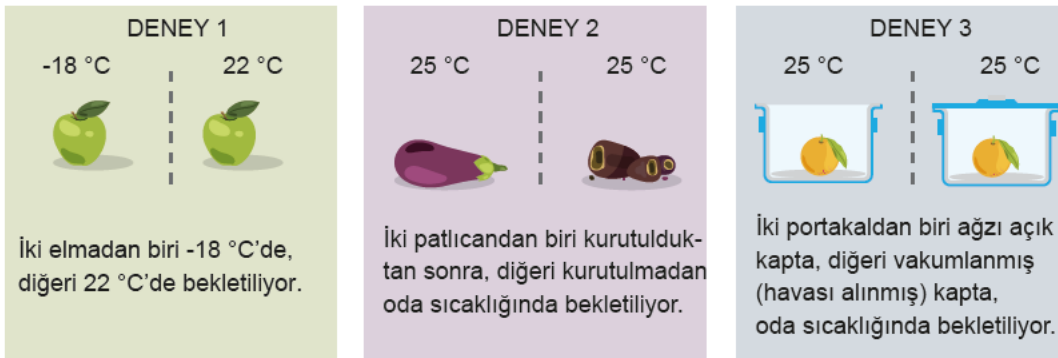 DENEY 1
-18 °C 22 °C
İki elmadan biri -18 °C'de,
diğeri 22 °C'de bekletiliyor.
DENEY 2
25 °C 25 °C
İki patlıcandan biri kurutulduk-
tan sonra, diğeri kurutulmadan
oda sıcaklığında bekletiliyor.
DENEY 3
25 °C 25 °C
İki portakaldan biri ağzı açık
kapta, diğeri vakumlanmış
(havası alınmış) kapta,
oda sıcaklığında bekletiliyor.